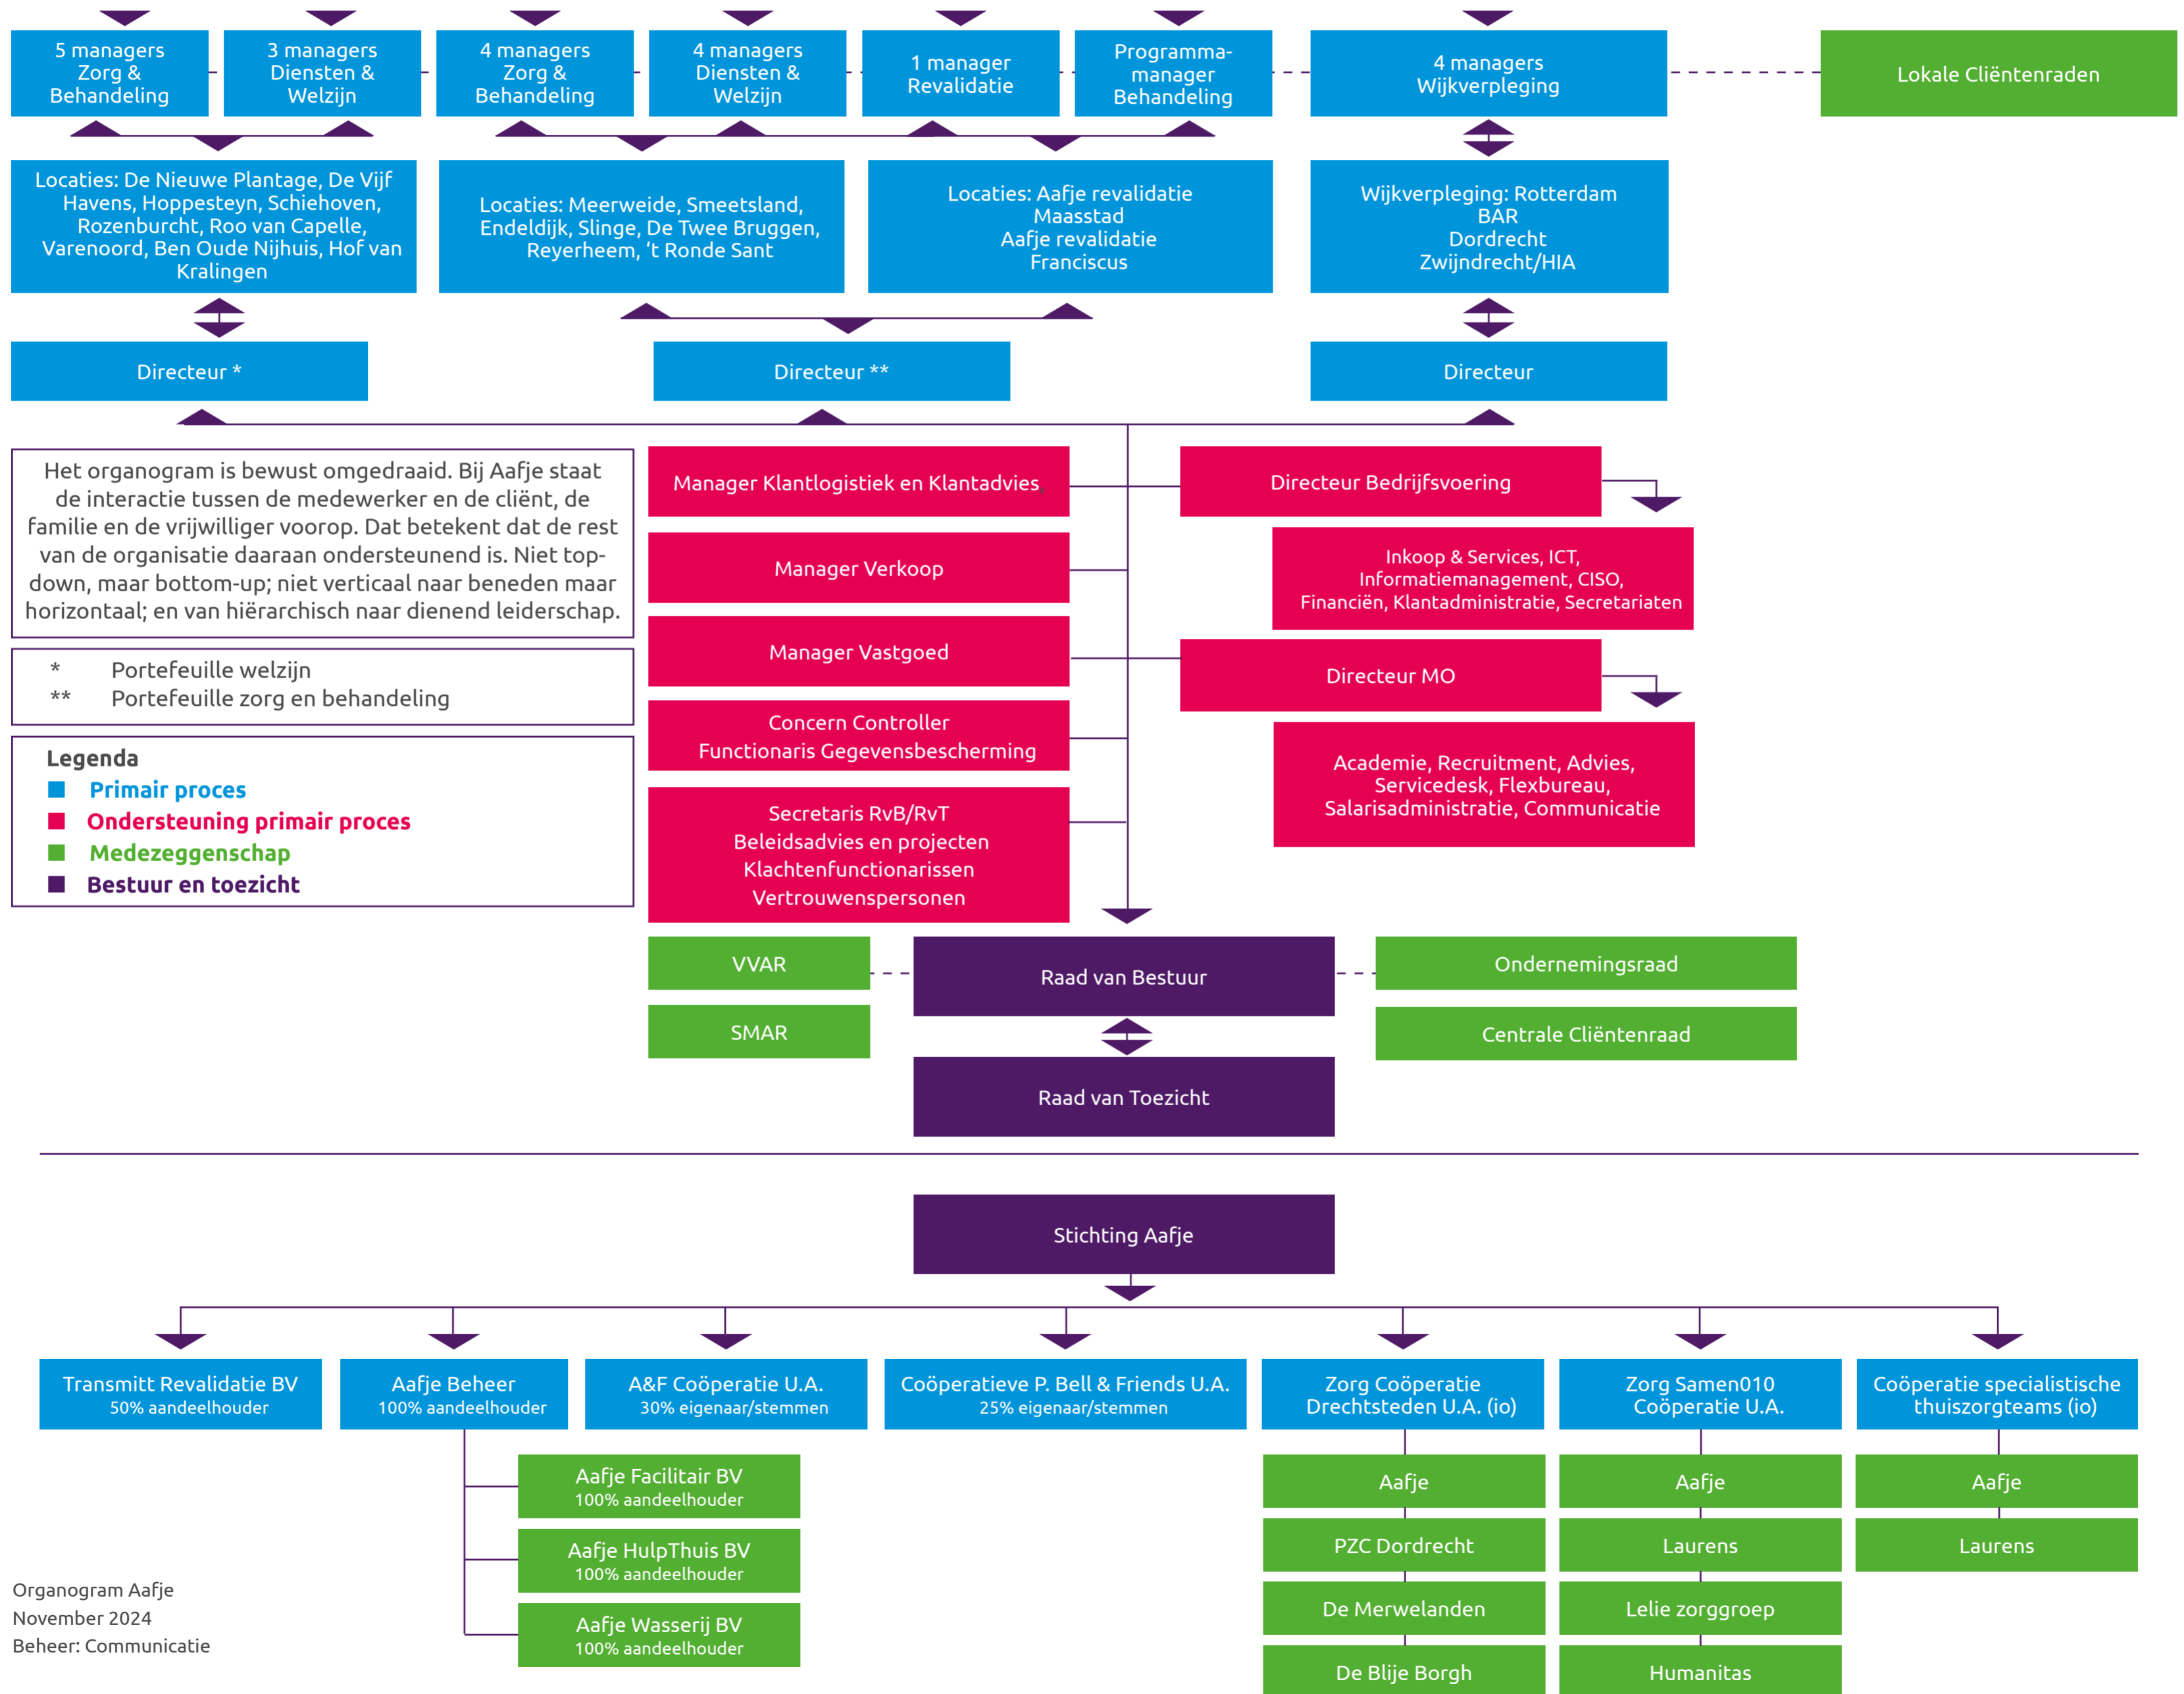 5 managers
Zorg &
Behandeling
3 managers
Diensten &
Welzijn
4 managers
Zorg &
Behandeling
4 managers
Diensten &
Welzijn
1 manager
Revalidatie
Programma-
manager
Behandeling
4 managers
Wijkverpleging
Lokale Cliëntenraden
Locaties: De Nieuwe Plantage, De Vijf
Havens, Hoppesteyn, Schiehoven,
Rozenburcht, Roo van Capelle,
Varenoord, Ben Oude Nijhuis, Hof van
Kralingen
Locaties: Meerweide, Smeetsland,
Endeldijk, Slinge, De Twee Bruggen,
Reyerheem, ‘t Ronde Sant
Locaties: Aafje revalidatie
Maasstad
Aafje revalidatie
Franciscus
Wijkverpleging: Rotterdam
BAR
Dordrecht
Zwijndrecht/HIA
Directeur *
Directeur **
Directeur
Het organogram is bewust omgedraaid. Bij Aafje staat
de interactie tussen de medewerker en de cliënt, de
familie en de vrijwilliger voorop. Dat betekent dat de rest
van de organisatie daaraan ondersteunend is. Niet top-
down, maar bottom-up; niet verticaal naar beneden maar
horizontaal; en van hiërarchisch naar dienend leiderschap.
* Portefeuille welzijn
** Portefeuille zorg en behandeling
Legenda
Primair proces
Ondersteuning primair proces
Medezeggenschap
Bestuur en toezicht
Manager Klantlogistiek en Klantadvies
Manager Verkoop
Manager Vastgoed
Concern Controller
Functionaris Gegevensbescherming
Secretaris RvB/RvT
Beleidsadvies en projecten
Klachtenfunctionarissen
Vertrouwenspersonen
Directeur Bedrijfsvoering
Inkoop & Services, ICT,
Informatiemanagement, CISO,
Financiën, Klantadministratie, Secretariaten
Directeur MO
Academie, Recruitment, Advies,
Servicedesk, Flexbureau,
Salarisadministratie, Communicatie
VVAR
SMAR
Raad van Bestuur
Ondernemingsraad
Centrale Cliëntenraad
Raad van Toezicht
Stichting Aafje
Transmitt Revalidatie BV
50% aandeelhouder
Aafje Beheer
100% aandeelhouder
A&F Coöperatie U.A.
30% eigenaar/stemmen
Coöperatieve P. Bell & Friends U.A.
25% eigenaar/stemmen
Zorg Coöperatie
Drechtsteden U.A. (io)
Zorg Samen010
Coöperatie U.A.
Coöperatie specialistische
thuiszorgteams (io)
Aafje Facilitair BV
100% aandeelhouder
Aafje HulpThuis BV
100% aandeelhouder
Aafje Wasserij BV
100% aandeelhouder
Aafje
PZC Dordrecht
De Merwelanden
De Blije Borgh
Aafje
Laurens
Lelie zorggroep
Humanitas
Aafje
Laurens
Organogram Aafje
November 2024
Beheer: Communicatie